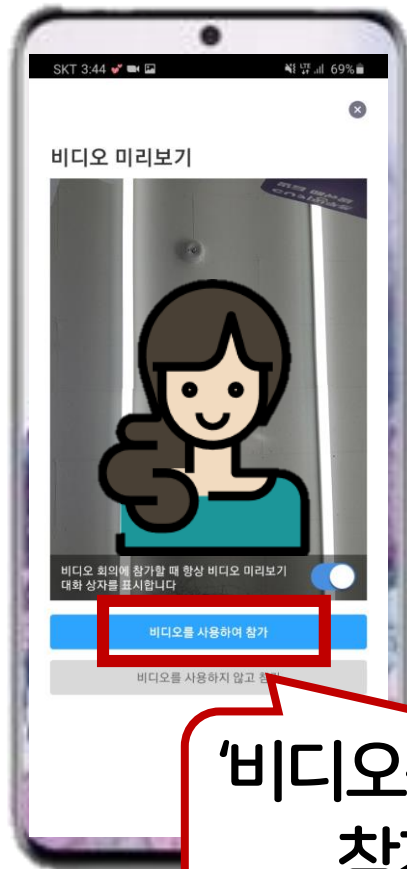 SKT 3:44
LTE
69%
비디오 미리보기
비디오 회의에 참가할 때 항상 비디오 미리보기
대화 상자를 표시합니다
비디오를 사용하여 참가
비디오를 사용하지 않고
'비디오